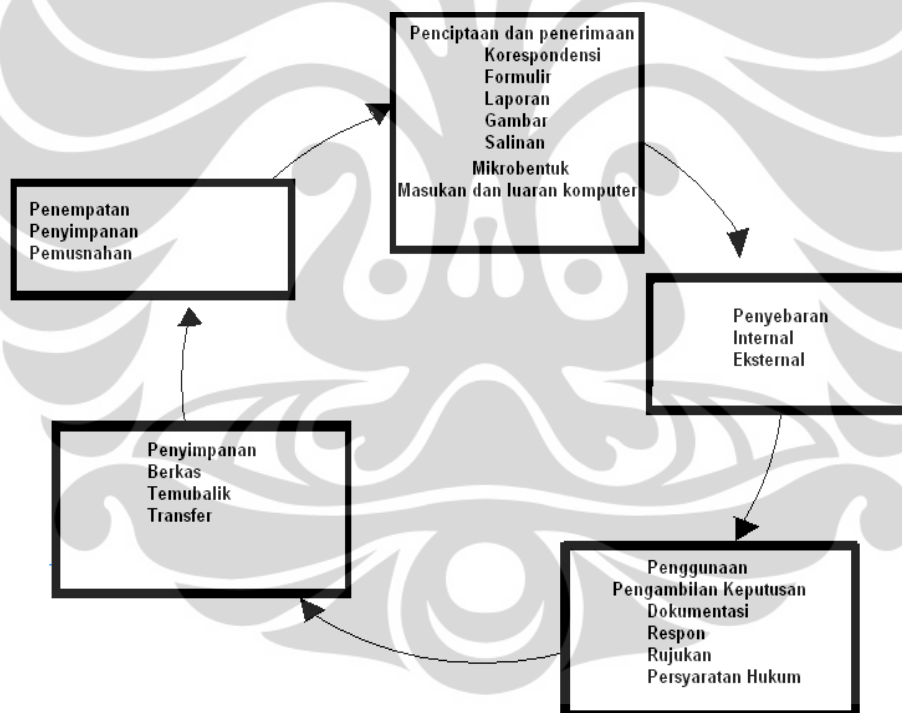 Penciptaan dan penerimaan
Korespondensi
Formulir
Laporan
Gambar
Salinan
Mikrobentuk
Masukan dan luaran komputer
Penyebaran
Internal
Eksternal
Penggunaan
Pengambilan Keputusan
Dokumentasi
Respon
Rujukan
Persyaratan Hukum
Penyimpanan
Berkas
Temubalik
Transfer
Penempatan
Penyimpanan
Pemusnahan